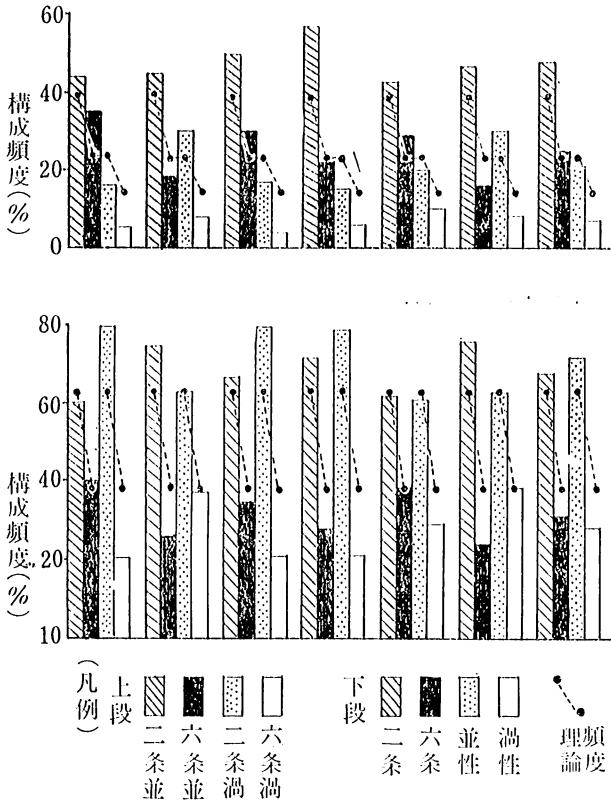 60
40
20
0
構成頻度(%)
80
60
40
20
10
構成頻度(%)
(凡例)
上段
二条並
六条並
二条渦
六条渦
下段
二条
六条
並性
渦性
理論頻度